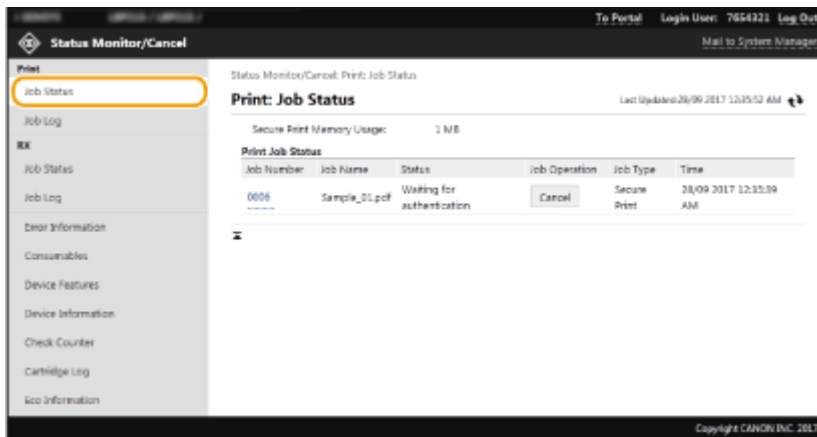 To Portal Login User: 7654321 Log Out
Status Monitor/Cancel
Mail to System Manager
Print
Job Status
Job Log
RX
Job Status
Job Log
Error Information
Consumables
Device Features
Device Information
Check Counter
Cartridge Log
Eco Information
Status Monitor/Cancel: Print: Job Status
Print: Job Status
Last Updated:28/09 2017 12:35:52 AM
Secure Print Memory Usage: 1 MB
Print Job Status
Job Number Job Name Status Job Operation Job Type Time
0006 Sample_01.pdf Waiting for authentication Cancel Secure Print 28/09 2017 12:35:39 AM
Copyright CANON INC. 2017